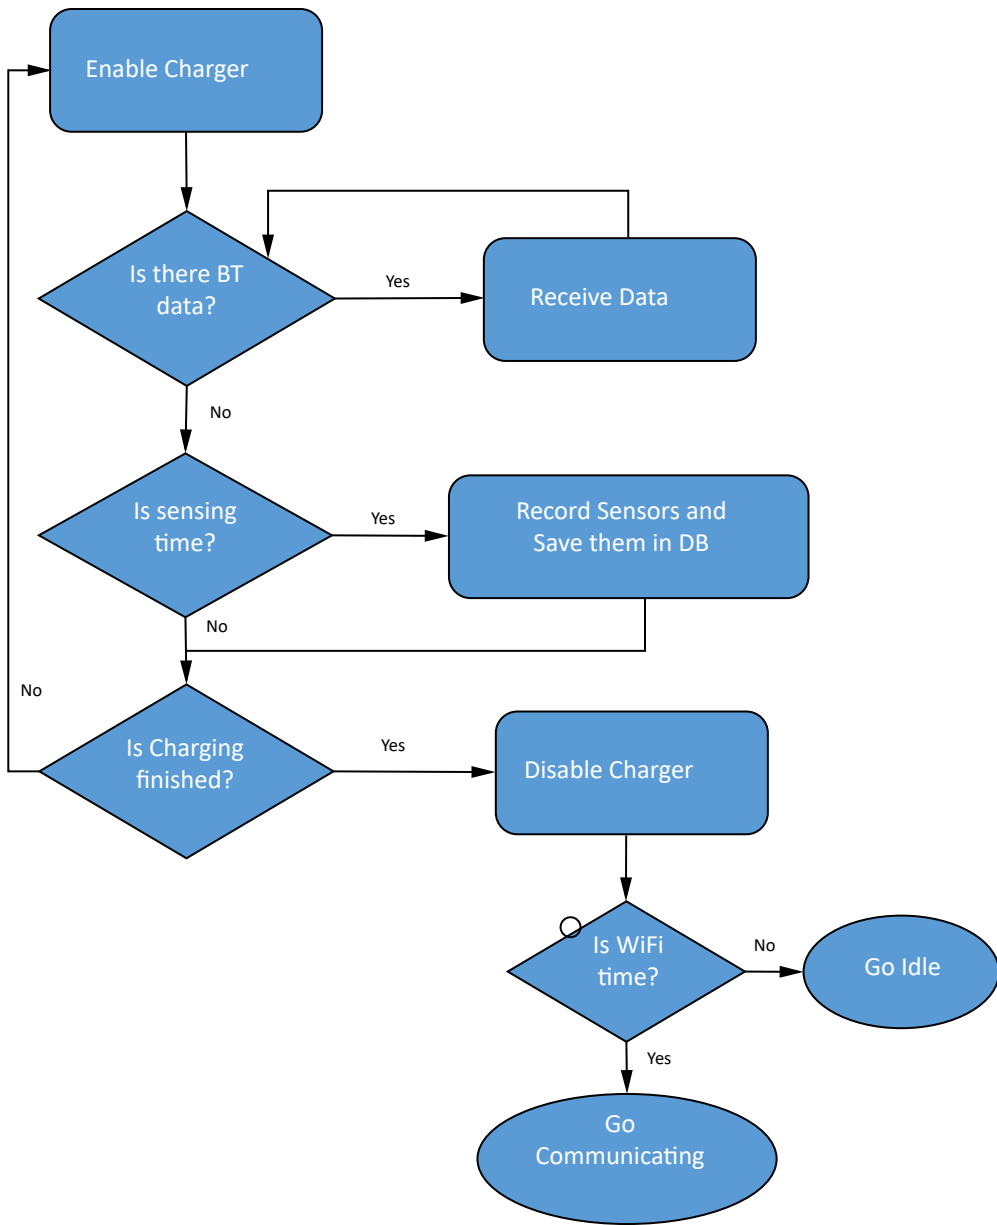 Enable Charger
Is there BT
data?
Yes
Receive Data
No
Is sensing
time?
Yes
Record Sensors and
Save them in DB
No
No
Is Charging
finished?
Yes
Disable Charger
Is WiFi
time?
No
Go Idle
Yes
Go
Communicating